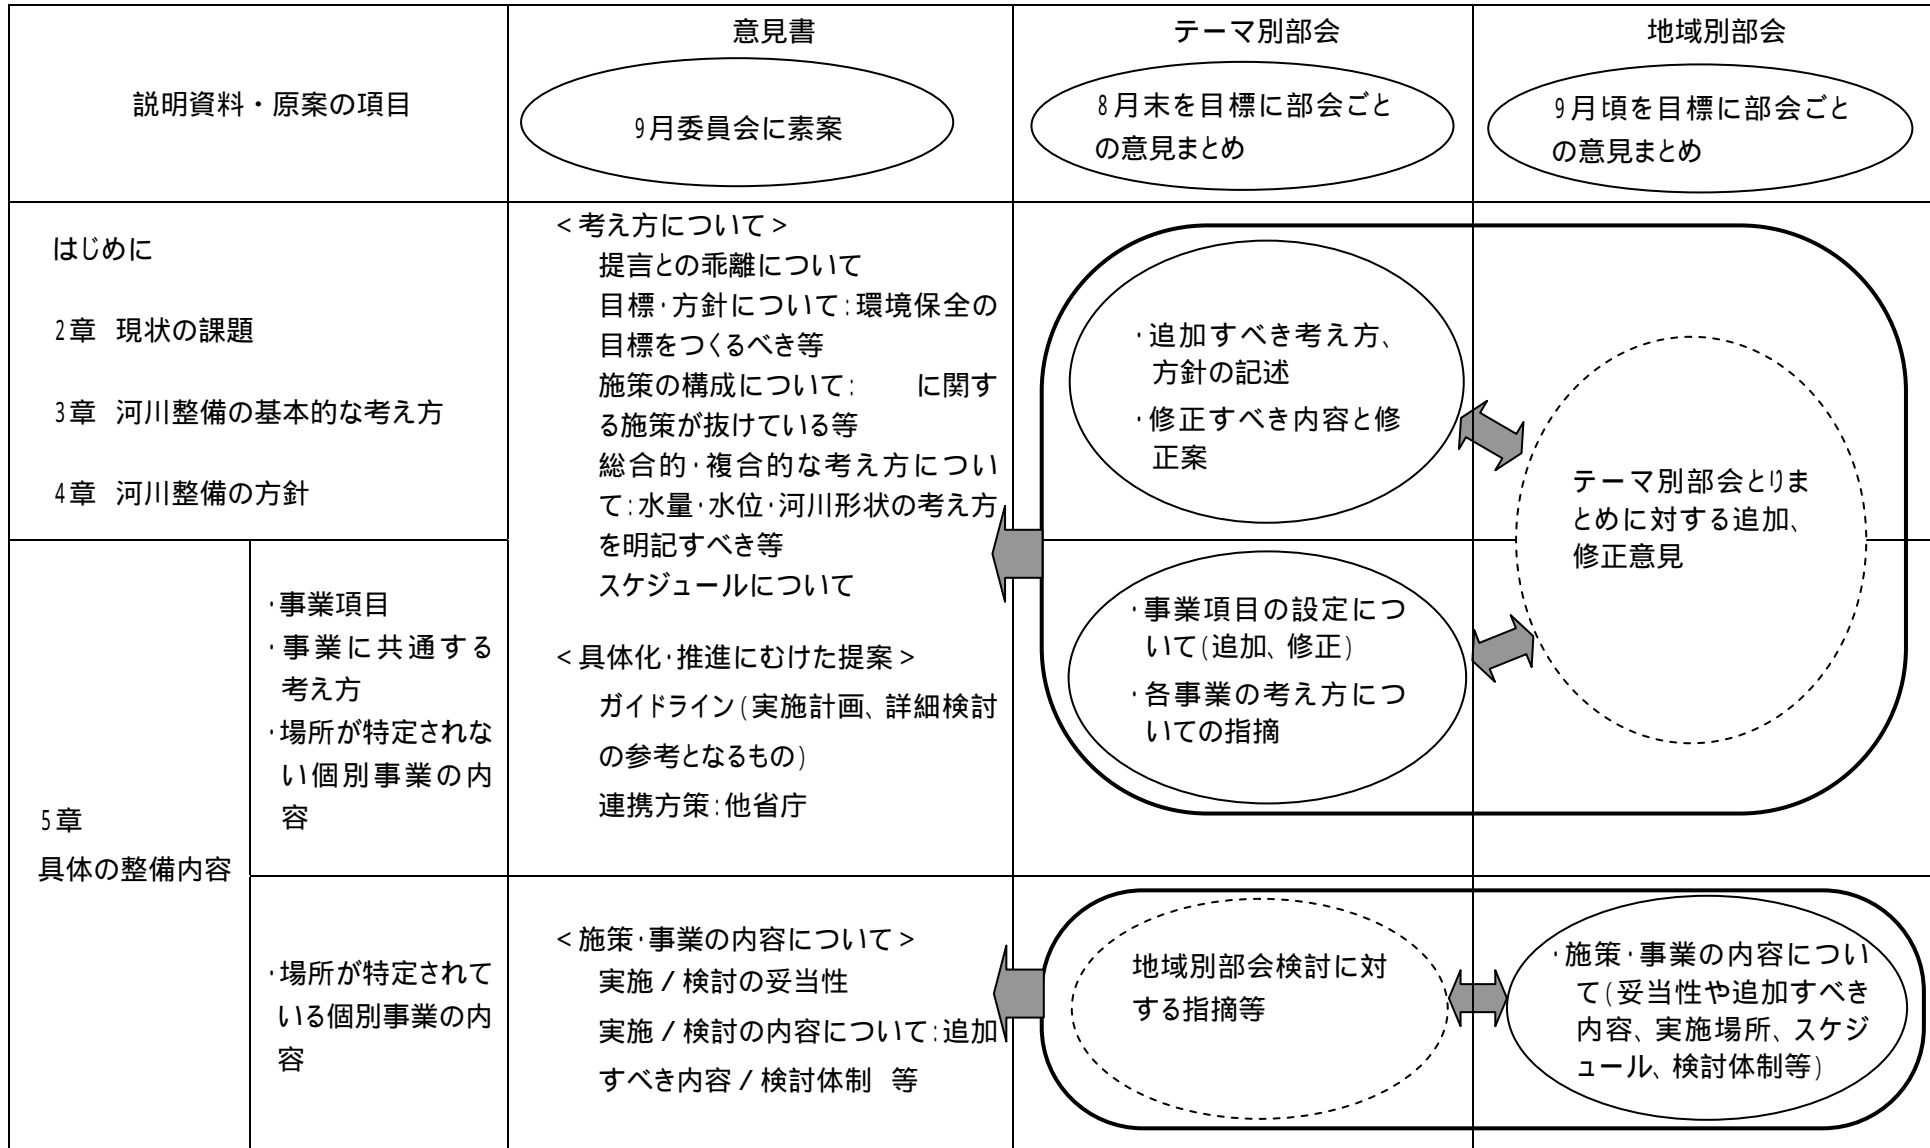 説明資料・原案の項目
意見書
9月委員会に素案
テーマ別部会
8月末を目標に部会ごと
の意見まとめ
地域別部会
9月頃を目標に部会ごと
の意見まとめ
はじめに
2章 現状の課題
3章 河川整備の基本的な考え方
4章 河川整備の方針
5章
具体の整備内容
・事業項目
・事業に共通する
考え方
・場所が特定されな
い個別事業の内
容
・場所が特定されて
いる個別事業の内
容
<考え方について>
提言との乖離について
目標・方針について:環境保全の
目標をつくるべき等
施策の構成について: に関す
る施策が抜けている等
総合的・複合的な考え方につい
て:水量・水位・河川形状の考え方
を明記すべき等
スケジュールについて
<具体化・推進にむけた提案>
ガイドライン(実施計画、詳細検討
の参考となるもの)
連携方策:他省庁
<施策・事業の内容について>
実施/検討の妥当性
実施/検討の内容について:追加
すべき内容/検討体制 等
・追加すべき考え方、
方針の記述
・修正すべき内容と修
正案
・事業項目の設定につ
いて(追加、修正)
・各事業の考え方につ
いての指摘
テーマ別部会とりま
とめに対する追加、
修正意見
地域別部会検討に対
する指摘等
・施策・事業の内容につい
て(妥当性や追加すべき
内容、実施場所、スケジ
ュール、検討体制等)